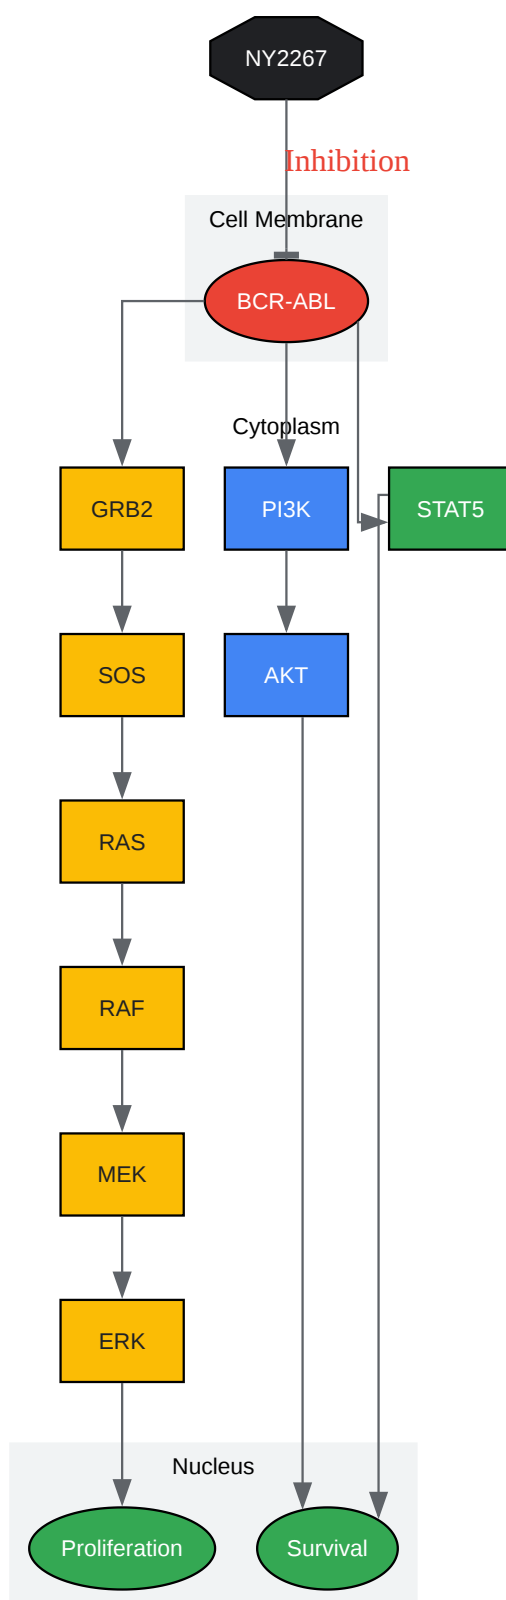 NY2267
Inhibition
Cell Membrane
BCR-ABL
Cytoplasm
GRB2
PI3K
STAT5
SOS
AKT
RAS
RAF
MEK
ERK
Nucleus
Proliferation
Survival